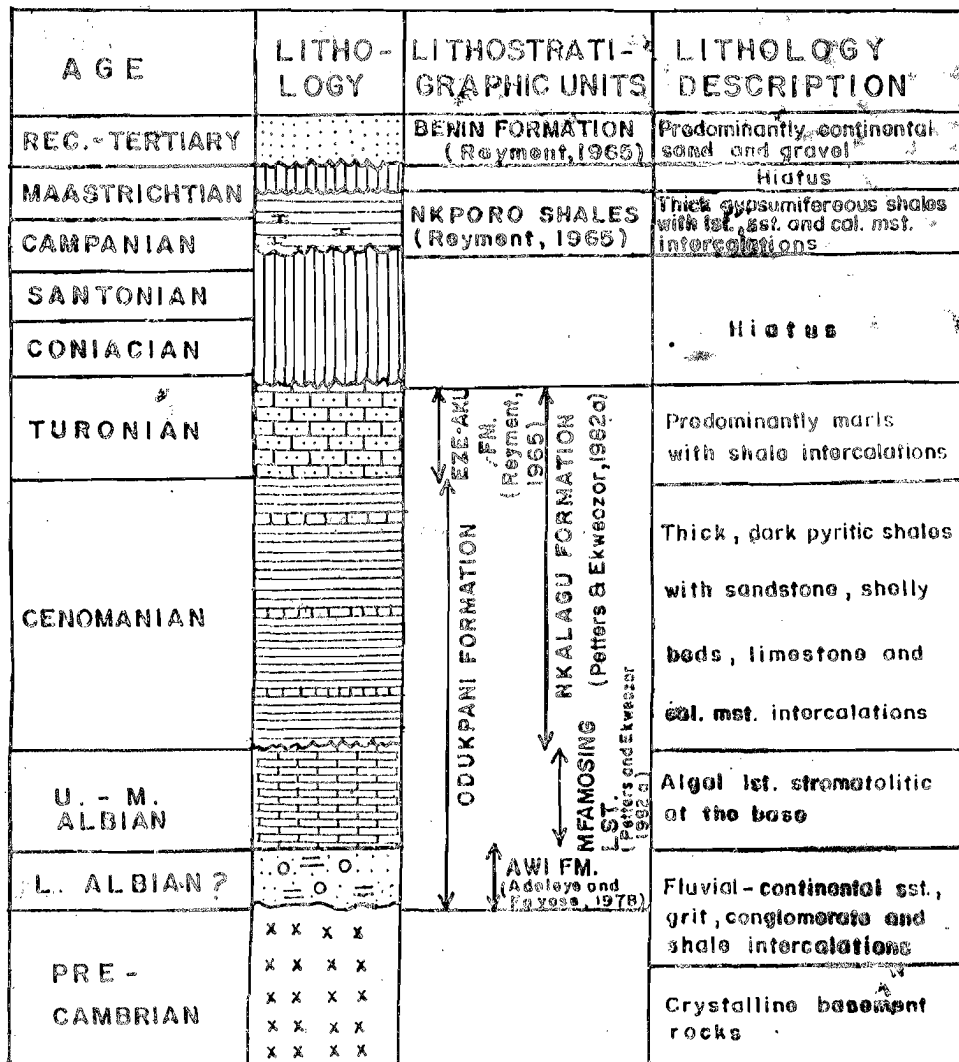 AGE
LITHO-
LOGY
LITHOSTRATI-
GRAPHIC UNITS
LITHOLOGY
DESCRIPTION
REC.-TERTIARY
BENIN FORMATION
(Reyment, 1965)
Predominantly continental
sand and gravel
MAASTRICHTIAN
Hiatus
CAMPANIAN
NKPORO SHALES
(Reyment, 1965)
Thick gypsumiferous shales
with lst., sst. and cal. mst.
intercalations
SANTONIAN
CONIACIAN
Hiatus
TURONIAN
EZE-AKU
FM.
(Reyment,
1965)
NKALAGU FORMATION
(Petters & Ekweozor, 1982a)
Predominantly marls
with shale intercalations
CENOMANIAN
ODUKPANI FORMATION
Thick, dark pyritic shales
with sandstone, shelly
beds, limestone and
cal. mst. intercalations
U. - M.
ALBIAN
MFAMOSING
LST.
(Petters and Ekweozor
1982a)
Algal lst. stromatolitic
at the base
L. ALBIAN?
AWI FM.
(Adeleye and
Fayose, 1978)
Fluvial-continental sst.,
grit, conglomerate and
shale intercalations
PRE-
CAMBRIAN
Crystalline basement
rocks